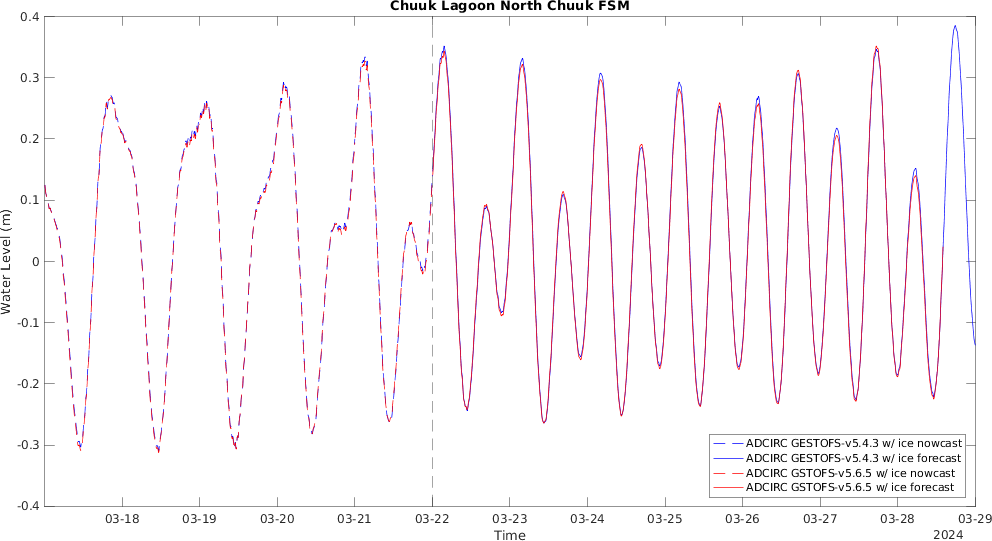 Chuuk Lagoon North Chuuk FSM
0.4
0.3
0.2
0.1
0
-0.1
-0.2
-0.3
-0.4
Water Level (m)
ADCIRC GESTOFS-v5.4.3 w/ ice nowcast
ADCIRC GESTOFS-v5.4.3 w/ ice forecast
ADCIRC GSTOFS-v5.6.5 w/ ice nowcast
ADCIRC GSTOFS-v5.6.5 w/ ice forecast
03-18 03-19 03-20 03-21 03-22 03-23 03-24 03-25 03-26 03-27 03-28 03-29
Time
2024